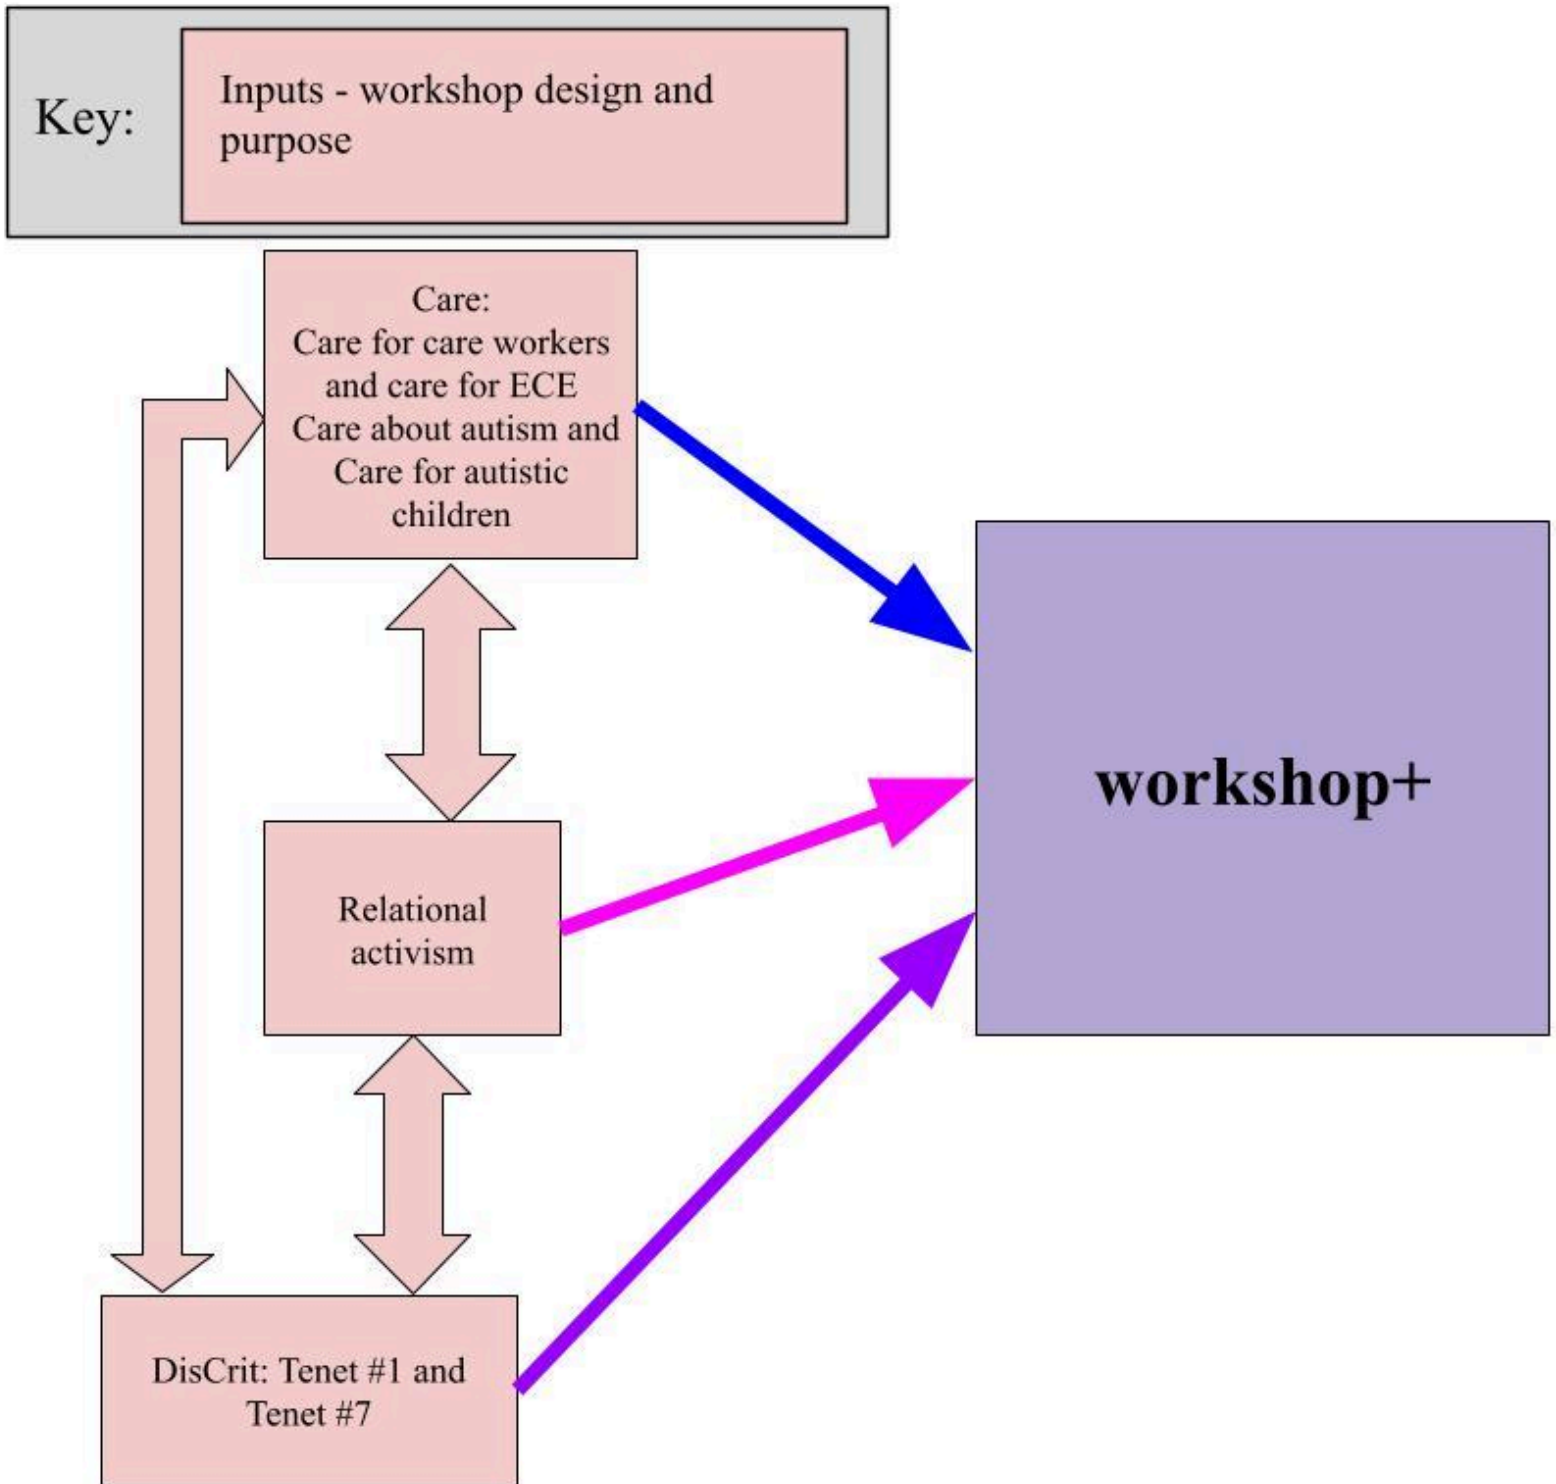 Key:
Inputs - workshop design and
purpose
Care:
Care for care workers
and care for ECE
Care about autism and
Care for autistic
children
workshop+
Relational
activism
DisCrit: Tenet #1 and
Tenet #7